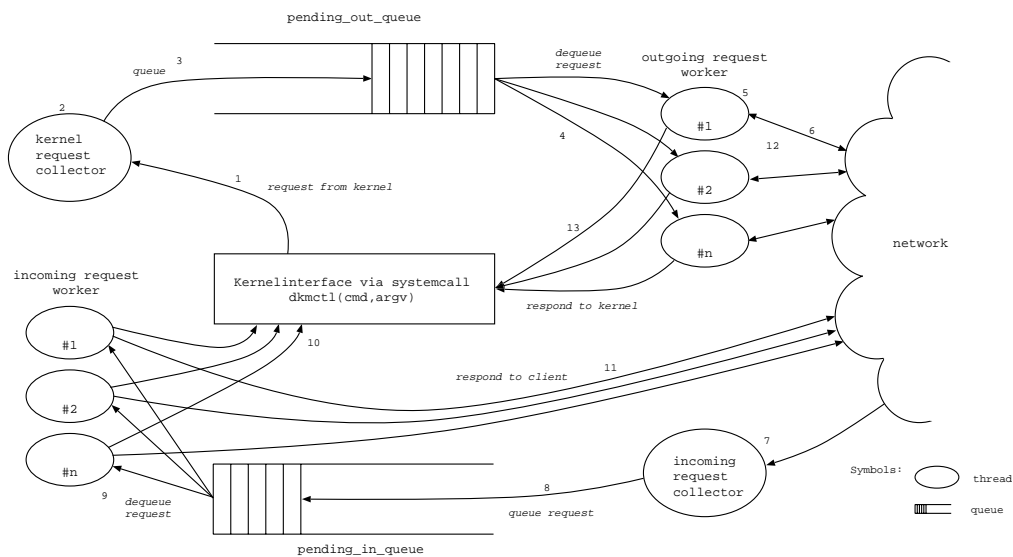 pending_out_queue
3
queue
2
kernel
request
collector
1
request from kernel
dequeue
request
outgoing request
worker
5
#1
4
6
12
#2
13
#n
network
Kernelinterface via systemcall
dkmctl(cmd,argv)
respond to kernel
incoming request
worker
#1
10
11
respond to client
#2
#n
9
dequeue
request
8
queue request
pending_in_queue
7
incoming
request
collector
Symbols:
thread
queue